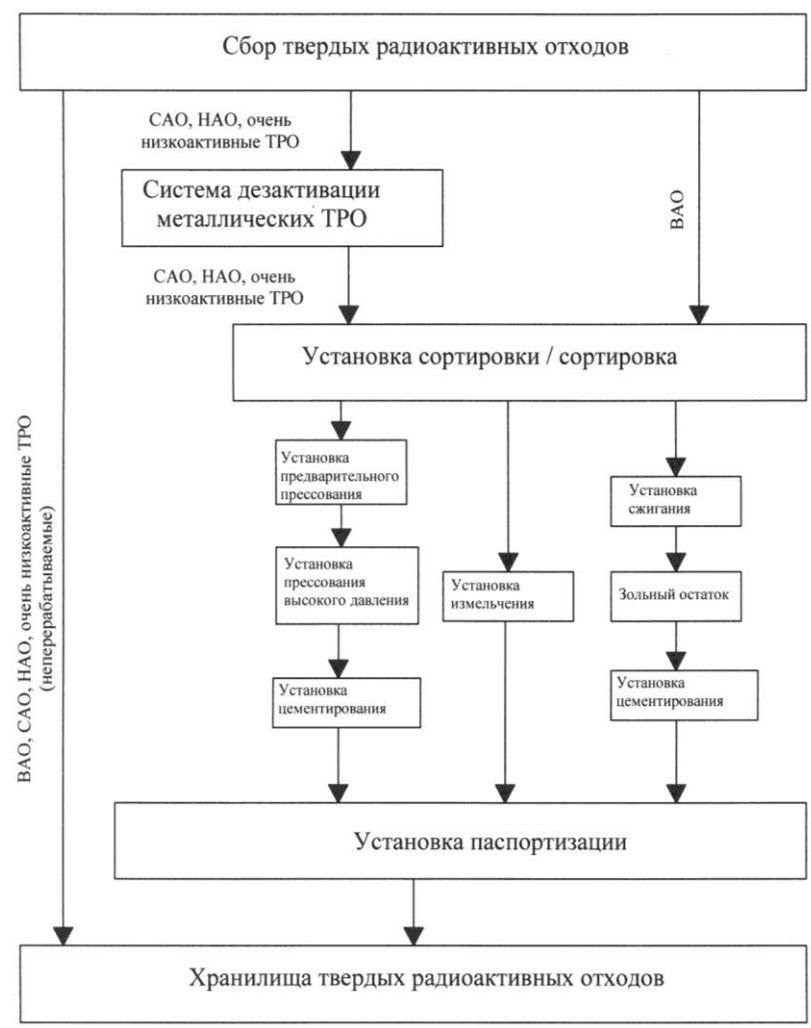 Сбор твердых радиоактивных отходов
САО, НАО, очень
низкоактивные ТРО
Система дезактивации
металлических ТРО
ВАО
САО, НАО, очень
низкоактивные ТРО
Установка сортировки / сортировка
ВАО, САО, НАО, очень низкоактивные ТРО
(неперерабатываемые)
Установка
предварительного
прессования
Установка
сжигания
Установка
прессования
высокого давления
Установка
измельчения
Зольный остаток
Установка
цементирования
Установка
цементирования
Установка паспортизации
Хранилища твердых радиоактивных отходов